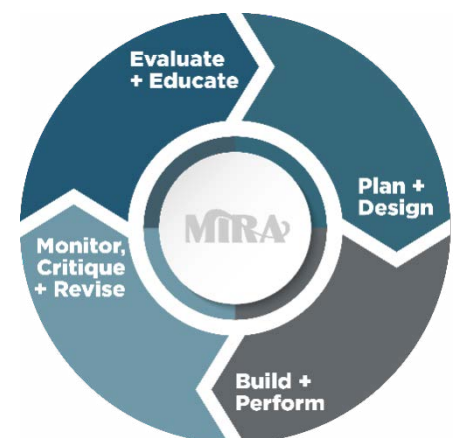 Evaluate
+ Educate
Plan +
Design
MIRA
Monitor,
Critique
+ Revise
Build +
Perform